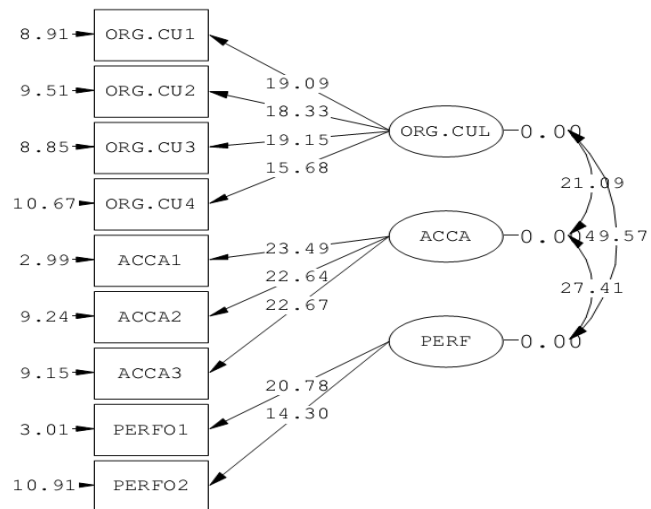 8.91 ORG.CU1
19.09
9.51 ORG.CU2
18.33
ORG.CUL 0.00
8.85 ORG.CU3
19.15
15.68
21.09
10.67 ORG.CU4
23.49
ACCA 0.00 49.57
2.99 ACCA1
22.64
22.67
27.41
9.24 ACCA2
PERF 0.00
9.15 ACCA3
20.78
14.30
3.01 PERFO1
10.91 PERFO2